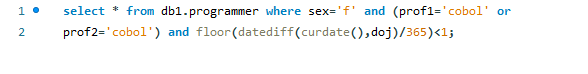 1 select * from db1.programmer where sex='f' and (prof1='cobol' or
2 prof2='cobol') and floor(datediff(curdate(),doj)/365)<1;